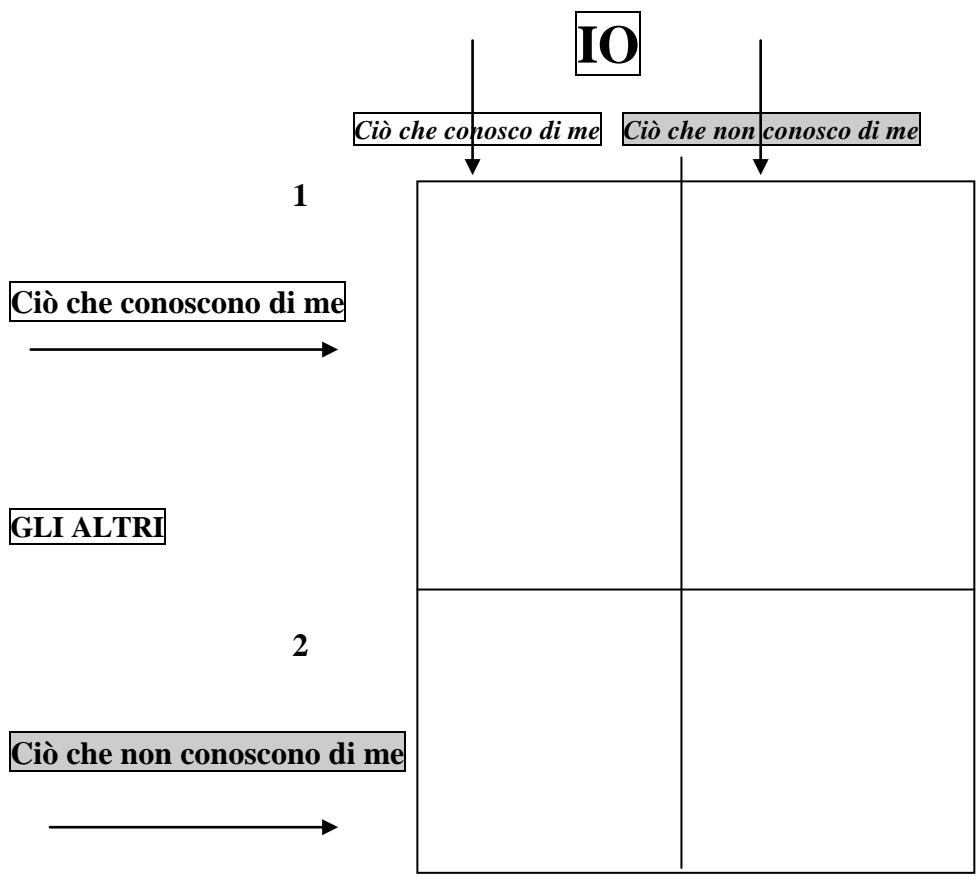 IO
Ciò che conosco di me Ciò che non conosco di me
1
Ciò che conoscono di me
GLI ALTRI
2
Ciò che non conoscono di me